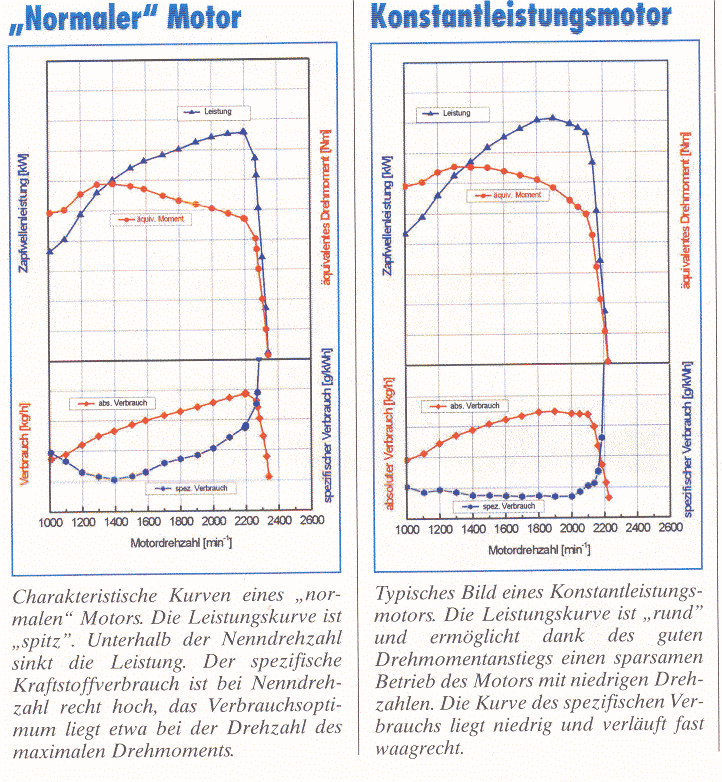 „Normaler“ Motor
Leistung
äquiv. Moment
Zapfwellenleistung [kW]
äquivalentes Drehmoment [Nm]
abs. Verbrauch
spez. Verbrauch
Verbrauch [kg/h]
spezifischer Verbrauch [g/kWh]
1000 1200 1400 1600 1800 2000 2200 2400 2600
Motordrehzahl [min-1]
Charakteristische Kurven eines „nor-
malen“ Motors. Die Leistungskurve ist
„spitz”. Unterhalb der Nenndrehzahl
sinkt die Leistung. Der spezifische
Kraftstoffverbrauch ist bei Nenndreh-
zahl recht hoch, das Verbrauchsopti-
mum liegt etwa bei der Drehzahl des
maximalen Drehmoments.
Konstantleistungsmotor
Leistung
äquiv. Moment
Zapfwellenleistung [kW]
äquivalentes Drehmoment [Nm]
abs. Verbrauch
spez. Verbrauch
absoluter Verbrauch [kg/h]
spezifischer Verbrauch [g/kWh]
1000 1200 1400 1600 1800 2000 2200 2400 2600
Motordrehzahl [min-1]
Typisches Bild eines Konstantleistungs-
motors. Die Leistungskurve ist „rund”
und ermöglicht dank des guten
Drehmomentanstiegs einen sparsamen
Betrieb des Motors mit niedrigen Dreh-
zahlen. Die Kurve des spezifischen Ver-
brauchs liegt niedrig und verläuft fast
waagrecht.